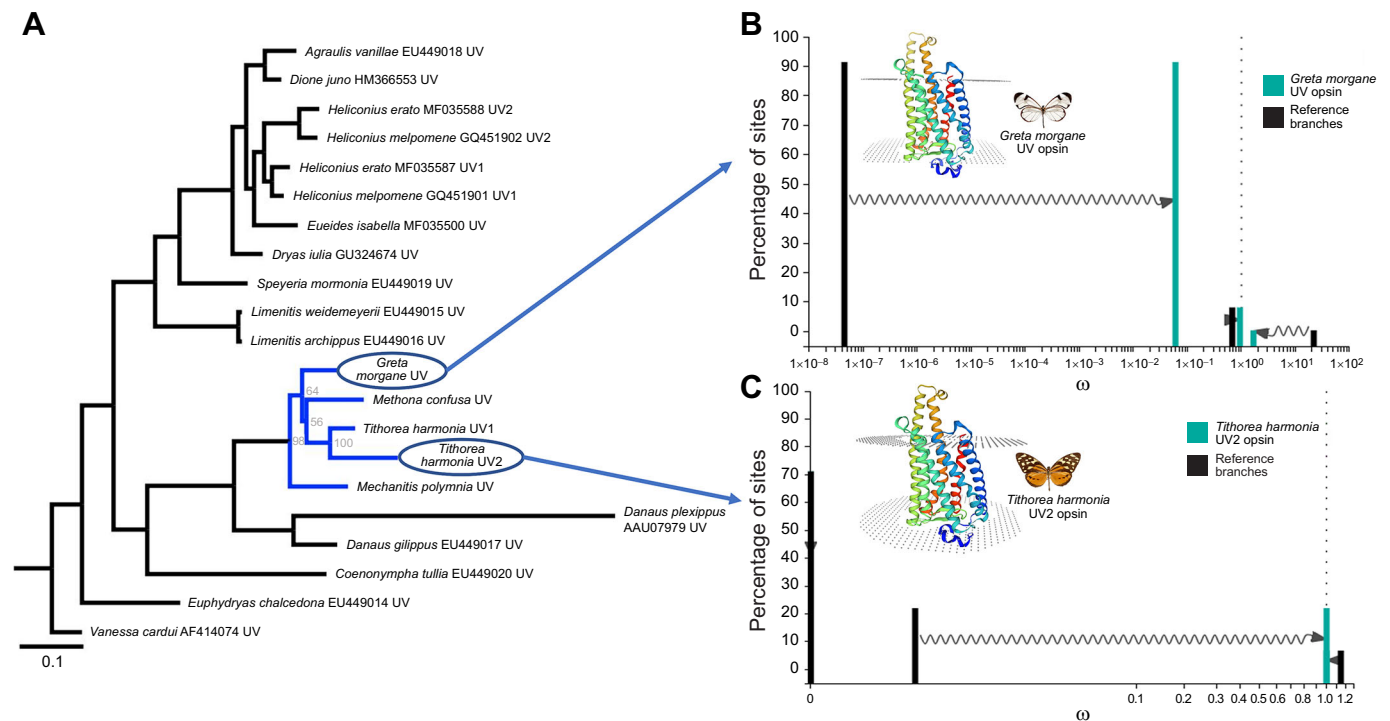 A
Agraulis vanillae EU449018 UV
Dione juno HM366553 UV
Heliconius erato MF035588 UV2
Heliconius melpomene GQ451902 UV2
Heliconius erato MF035587 UV1
Heliconius melpomene GQ451901 UV1
Eueides isabella MF035500 UV
Dryas iulia GU324674 UV
Speyeria mormonia EU449019 UV
Limenitis weidemeyerii EU449015 UV
Limenitis archippus EU449016 UV
Greta
morgane UV
64
Methona confusa UV
56
Tithorea harmonia UV1
98
100
Tithorea
harmonia UV2
Mechanitis polymnia UV
Danaus plexippus
AAU07979 UV
Danaus gilippus EU449017 UV
Coenonympha tullia EU449020 UV
Euphydryas chalcedona EU449014 UV
Vanessa cardui AF414074 UV
0.1
B
Percentage of sites
100
90
80
70
60
50
40
30
20
10
0
Greta morgane
UV opsin
Greta morgane
UV opsin
Reference
branches
1×10⁻⁸ 1×10⁻⁷ 1×10⁻⁶ 1×10⁻⁵ 1×10⁻⁴ 1×10⁻³ 1×10⁻² 1×10⁻¹ 1×10⁰ 1×10¹ 1×10²
ω
C
Percentage of sites
100
90
80
70
60
50
40
30
20
10
0
Tithorea harmonia
UV2 opsin
Tithorea harmonia
UV2 opsin
Reference
branches
0 0.1 0.2 0.3 0.4 0.5 0.6 0.8 1.0 1.2
ω